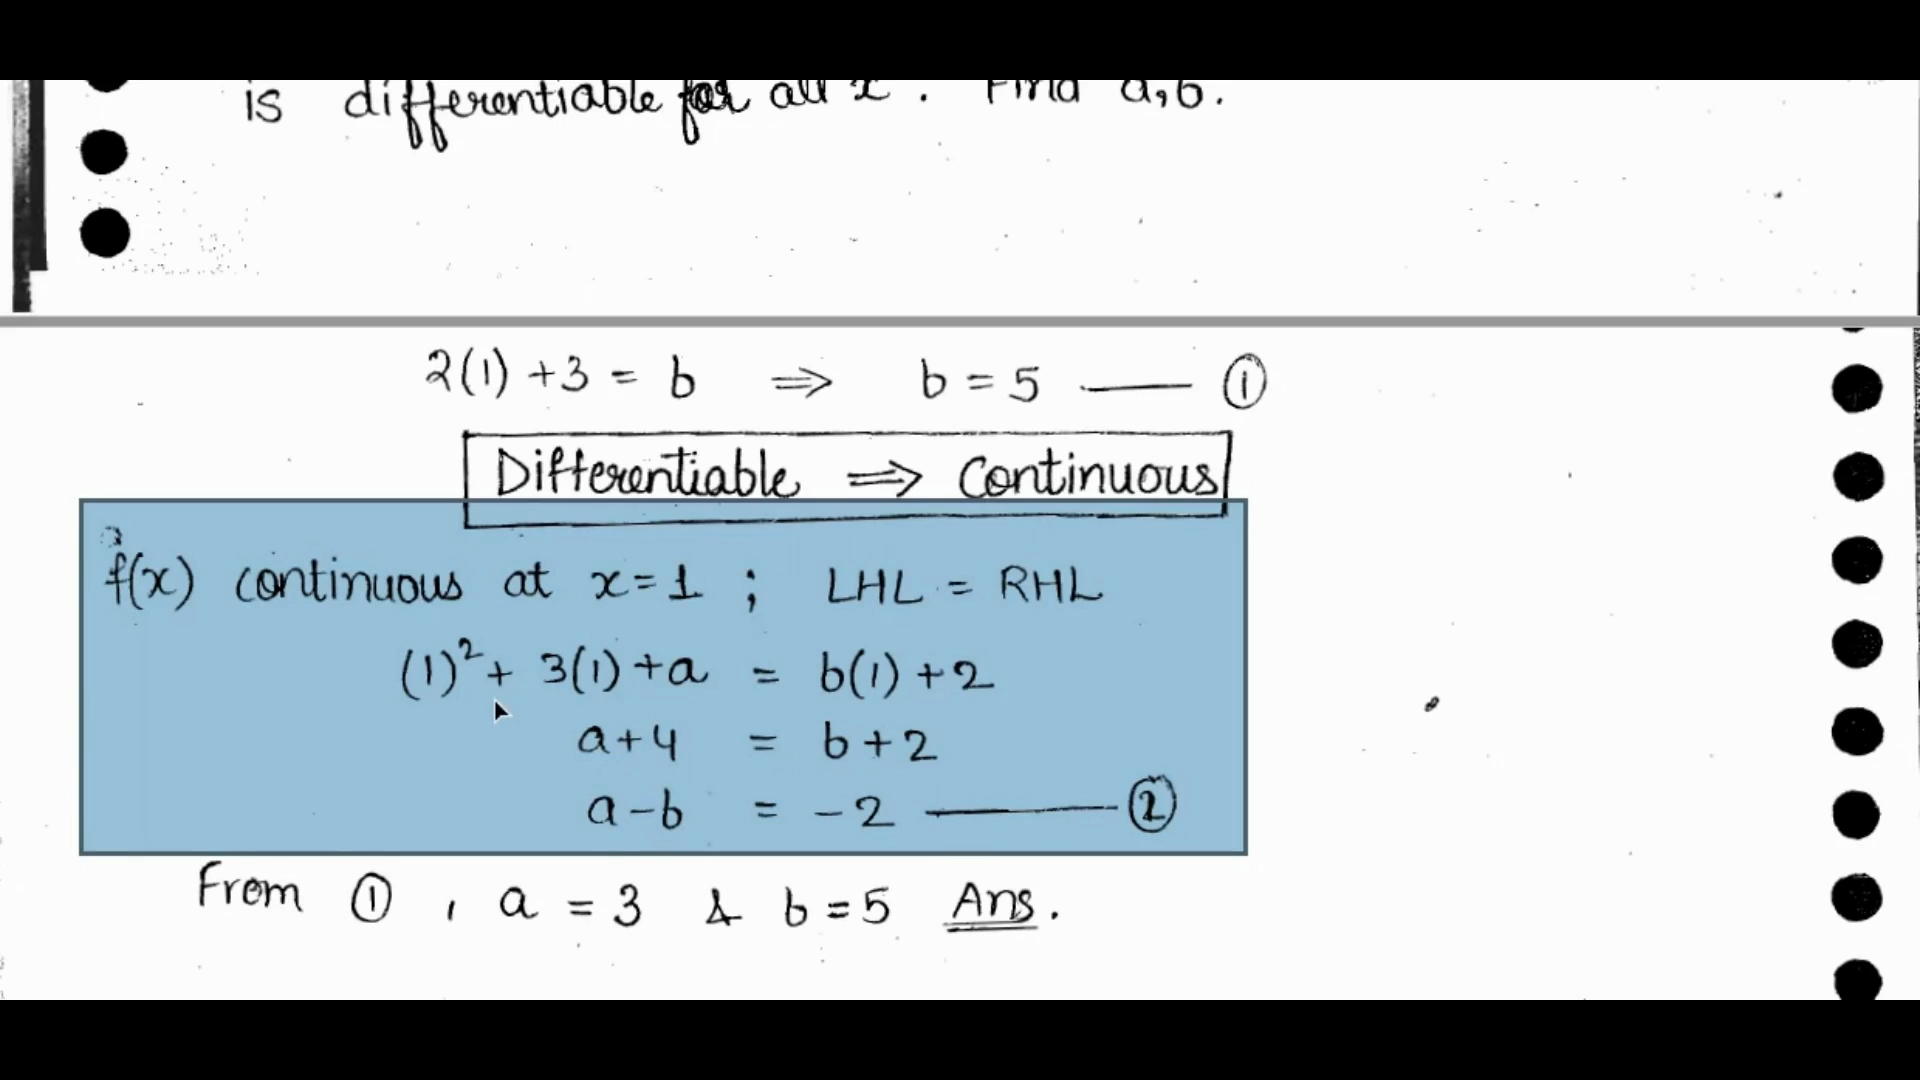 is differentiable for all x . Find a,b.
2(1) +3 = b ⇒ b = 5 —— ①
Differentiable ⇒ Continuous
f(x) continuous at x=1 ; LHL = RHL
(1)² + 3(1) +a = b(1) +2
a+4 = b+2
a-b = -2 ——— ②
From ① , a = 3 & b = 5 Ans.